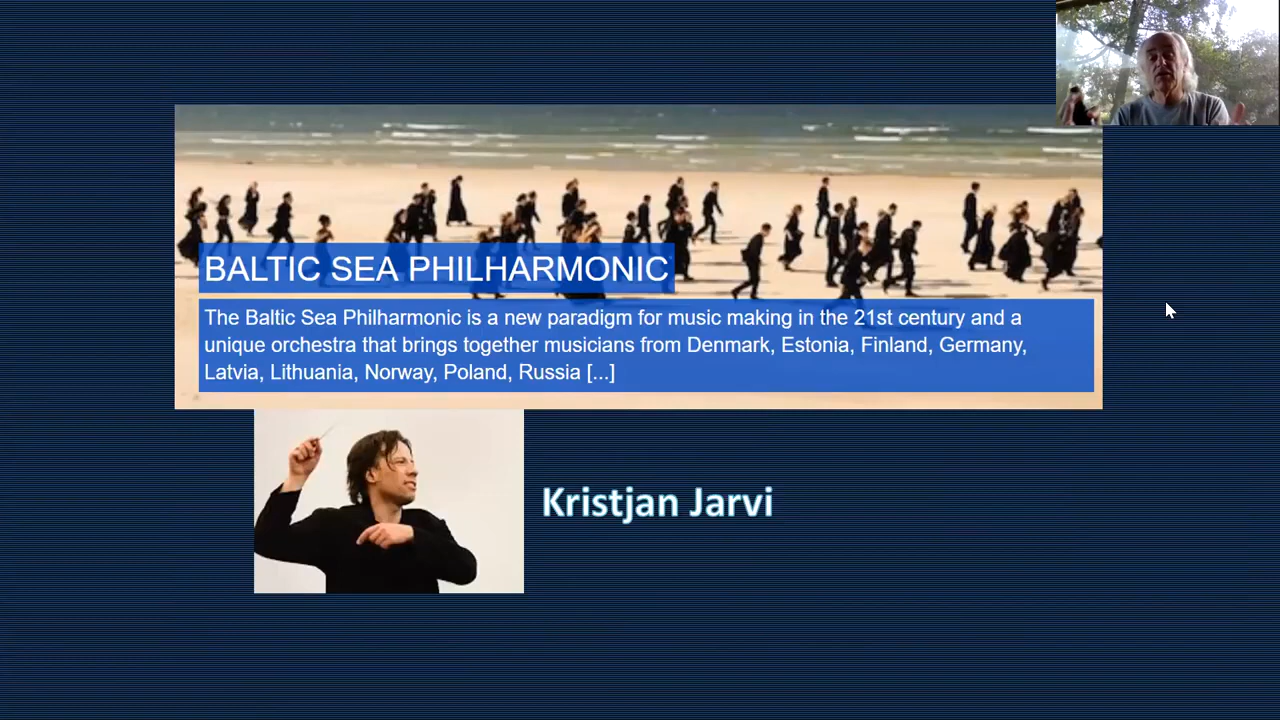 BALTIC SEA PHILHARMONIC
The Baltic Sea Philharmonic is a new paradigm for music making in the 21st century and a
unique orchestra that brings together musicians from Denmark, Estonia, Finland, Germany,
Latvia, Lithuania, Norway, Poland, Russia [...]
Kristjan Jarvi